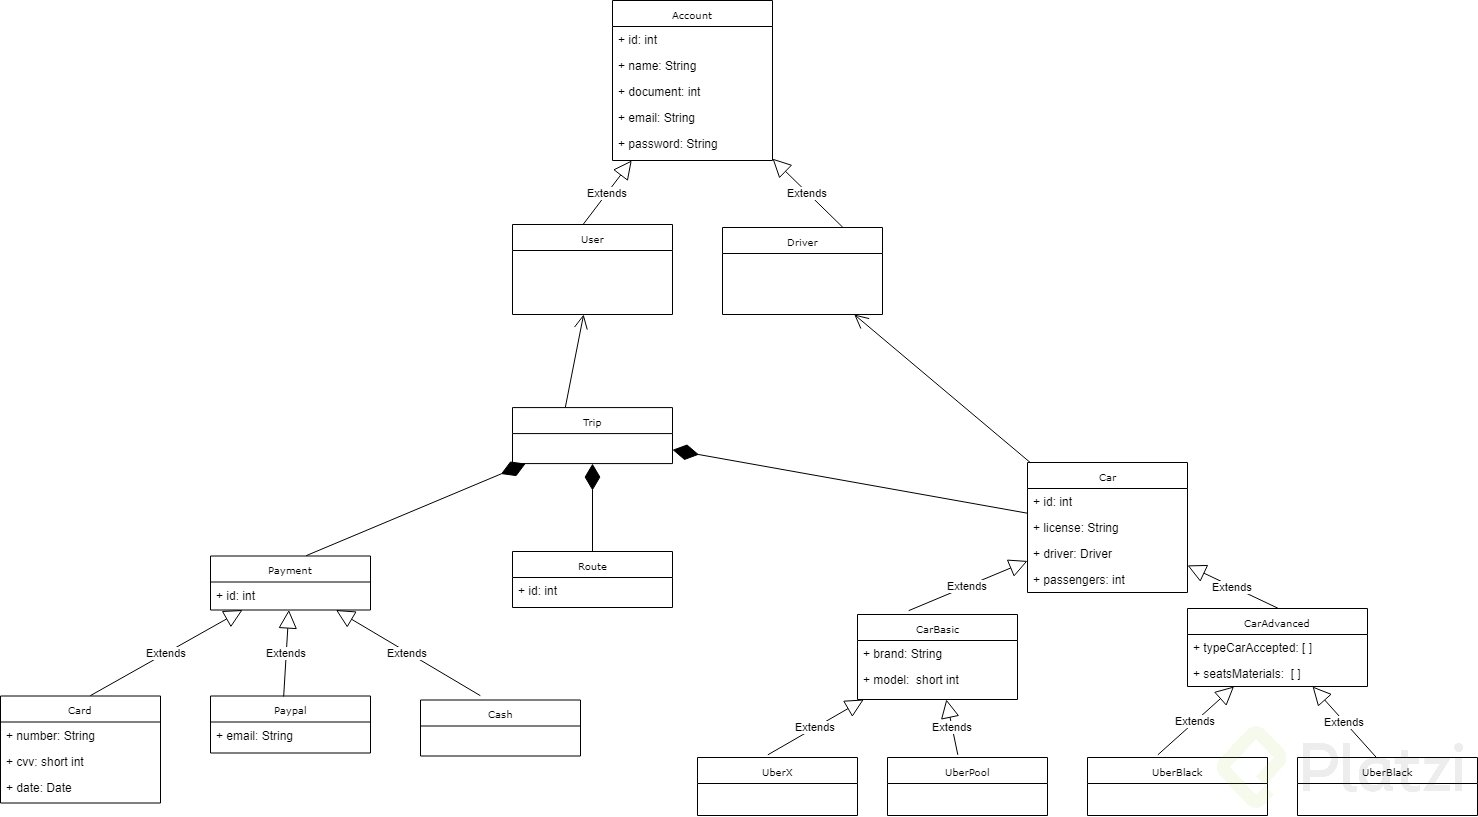 Account
+ id: int
+ name: String
+ document: int
+ email: String
+ password: String
Extends
Extends
User
Driver
Trip
Car
+ id: int
+ license: String
+ driver: Driver
+ passengers: int
Payment
+ id: int
Route
+ id: int
Extends
Extends
CarBasic
+ brand: String
+ model:  short int
CarAdvanced
+ typeCarAccepted: [ ]
+ seatsMaterials:  [ ]
Extends
Extends
Extends
Card
+ number: String
+ cvv: short int
+ date: Date
Paypal
+ email: String
Cash
Extends
Extends
Extends
Extends
UberX
UberPool
UberBlack
UberBlack
Platzi